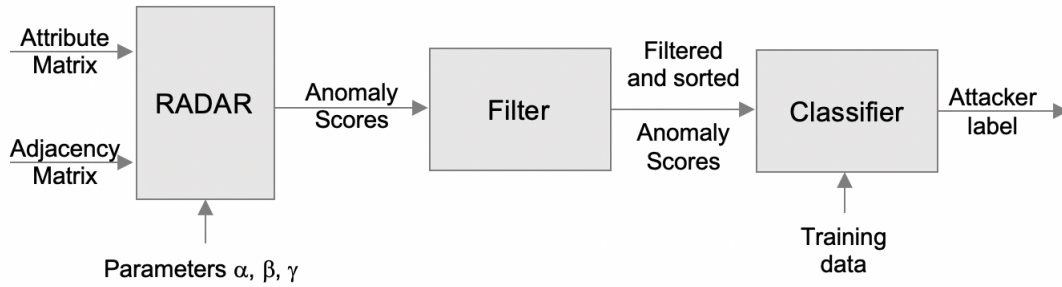 Attribute
Matrix
Adjacency
Matrix
RADAR
Parameters α, β, γ
Anomaly
Scores
Filter
Filtered
and sorted
Anomaly
Scores
Classifier
Training
data
Attacker
label